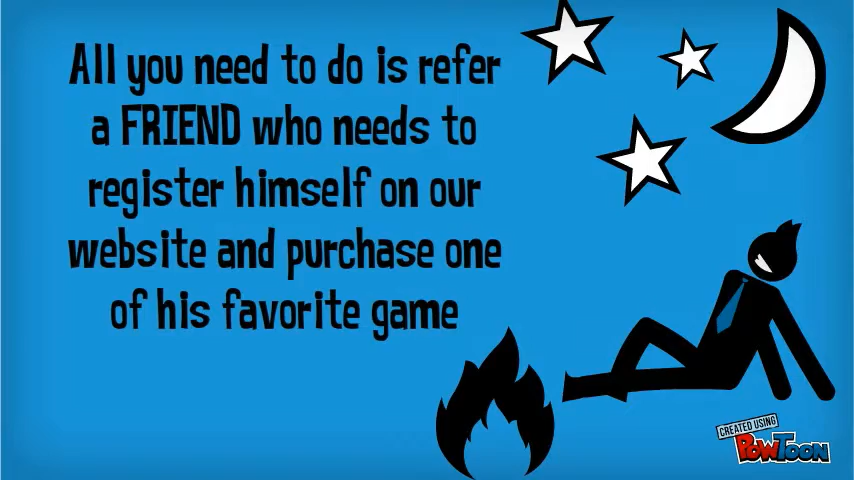 All you need to do is refer
a FRIEND who needs to
register himself on our
website and purchase one
of his favorite game
CREATED USING
POWTOON